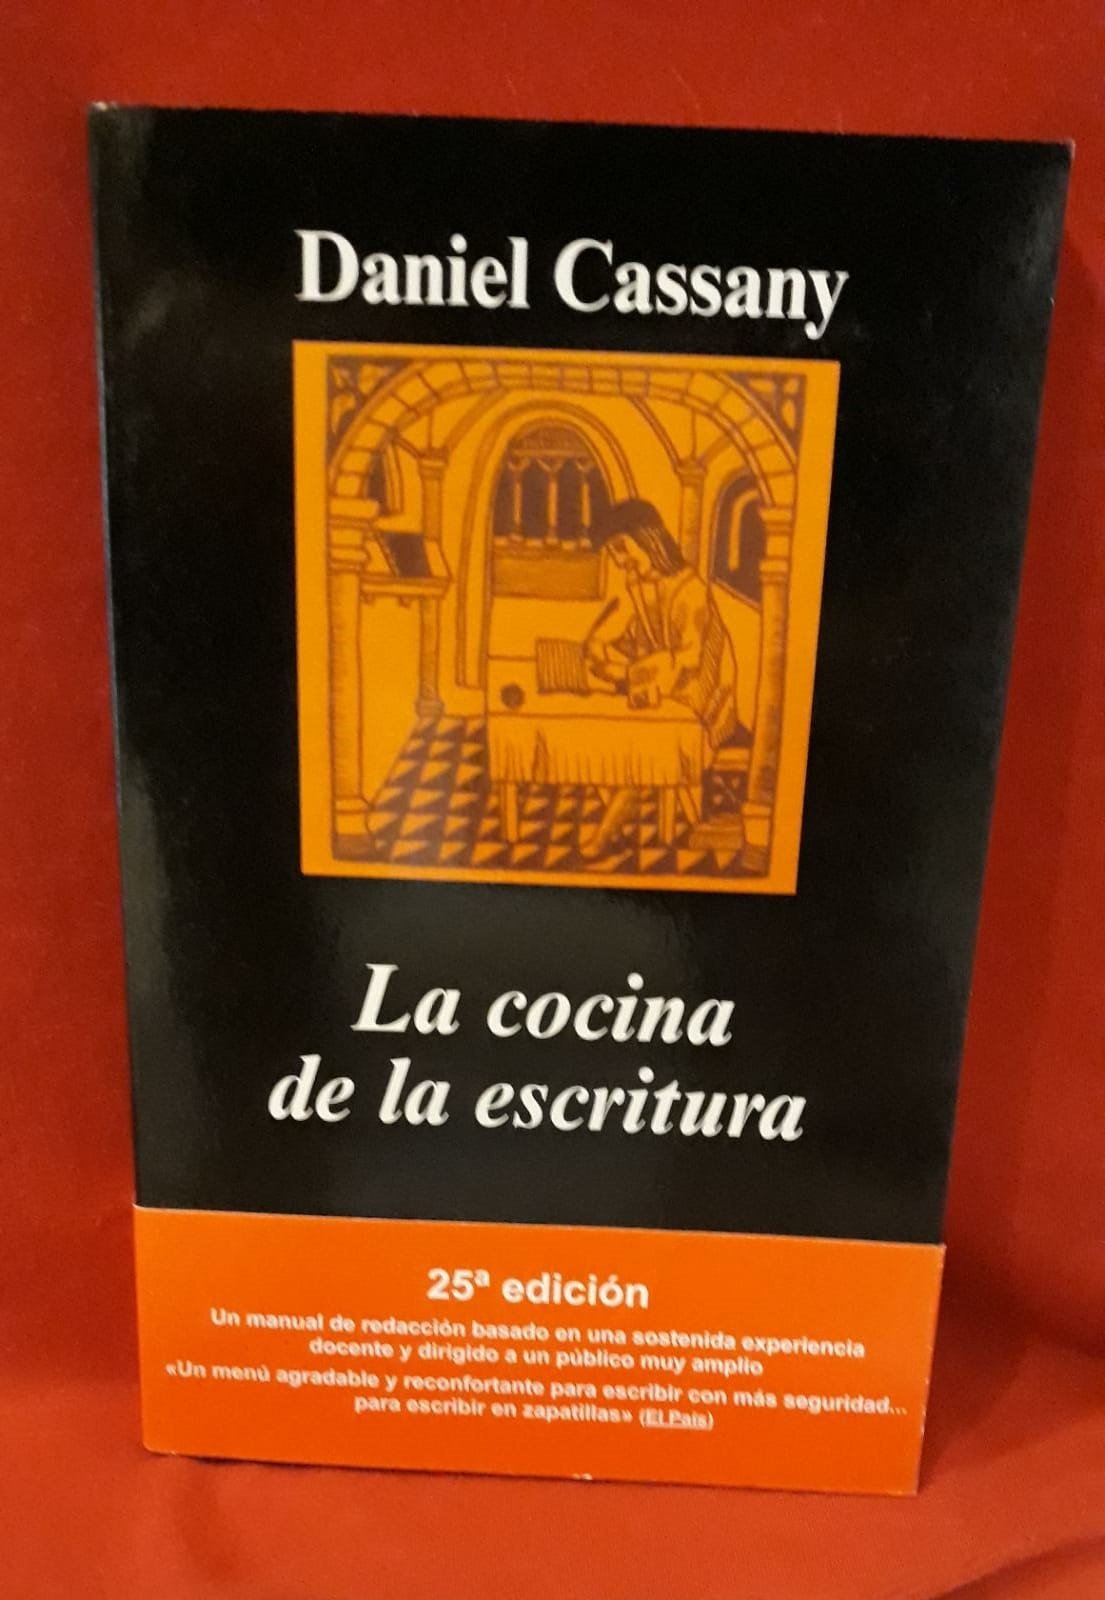 Daniel Cassany
La cocina
de la escritura
25ª edición
Un manual de redacción basado en una sostenida experiencia
docente y dirigido a un público muy amplio
«Un menú agradable y reconfortante para escribir con más seguridad...
para escribir en zapatillas» (El País)